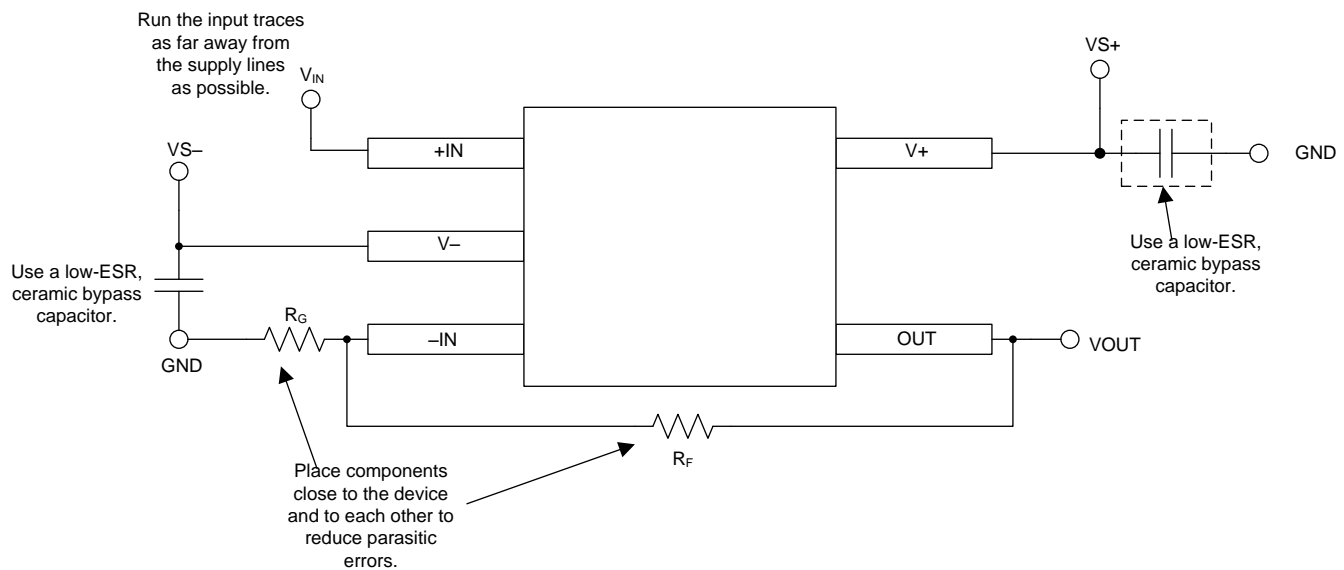 Run the input traces
as far away from
the supply lines
as possible.
VIN
VS+
VS–
+IN
V+
GND
V–
Use a low-ESR,
ceramic bypass
capacitor.
Use a low-ESR,
ceramic bypass
capacitor.
RG
–IN
OUT
VOUT
GND
RF
Place components
close to the device
and to each other to
reduce parasitic
errors.